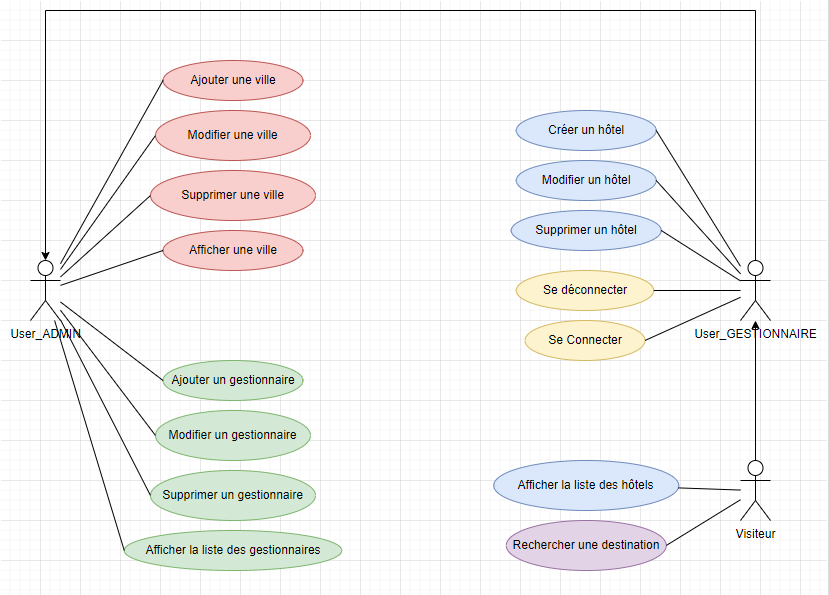 Ajouter une ville
Modifier une ville
Supprimer une ville
Afficher une ville
User_ADMIN
Ajouter un gestionnaire
Modifier un gestionnaire
Supprimer un gestionnaire
Afficher la liste des gestionnaires
Créer un hôtel
Modifier un hôtel
Supprimer un hôtel
Se déconnecter
Se Connecter
User_GESTIONNAIRE
Afficher la liste des hôtels
Rechercher une destination
Visiteur